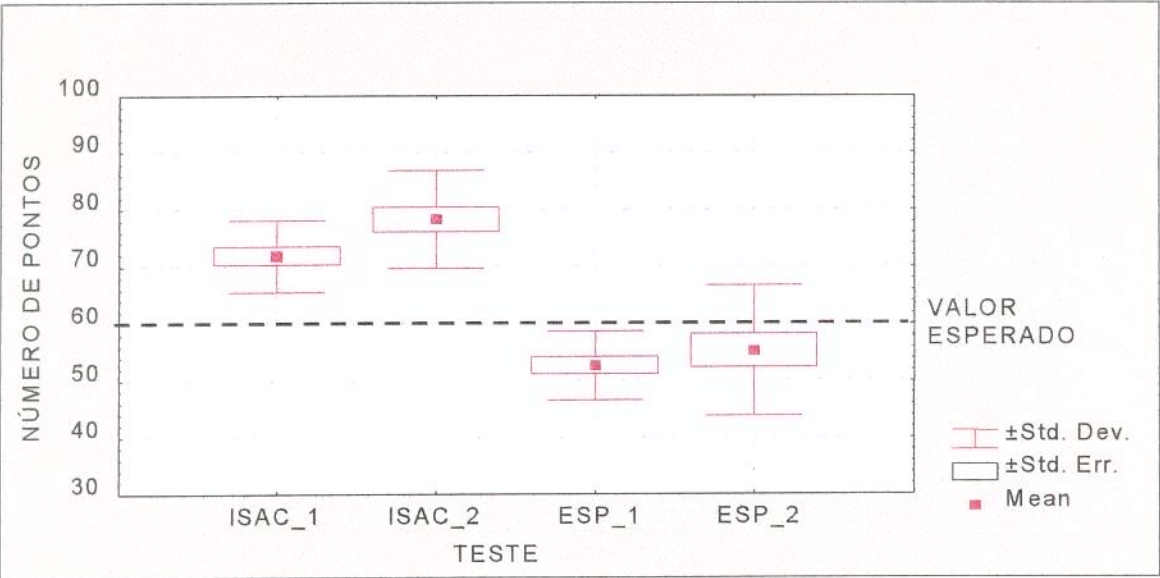 100
90
80
70
60
50
40
30
NÚMERO DE PONTOS
VALOR
ESPERADO
±Std. Dev.
±Std. Err.
Mean
ISAC_1 ISAC_2 ESP_1 ESP_2
TESTE